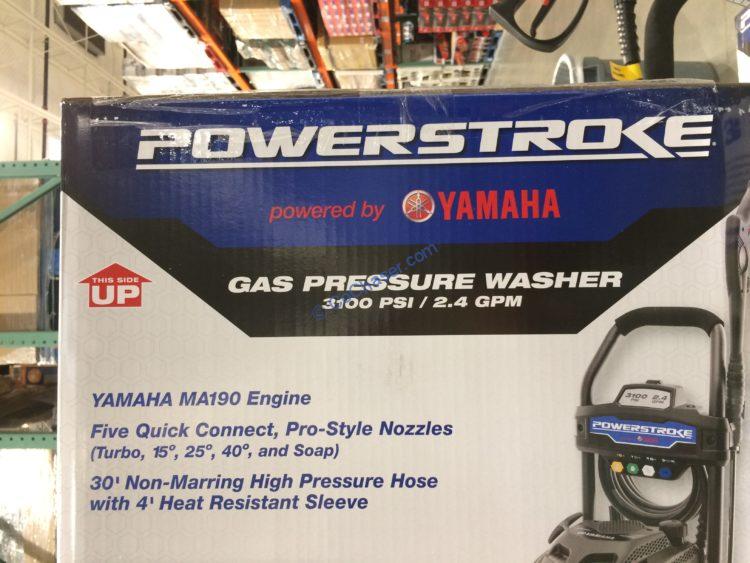 POWERSTROKE
powered by YAMAHA
THIS SIDE
UP
GAS PRESSURE WASHER
3100 PSI / 2.4 GPM
YAMAHA MA190 Engine
Five Quick Connect, Pro-Style Nozzles
(Turbo, 15°, 25°, 40°, and Soap)
30' Non-Marring High Pressure Hose
with 4' Heat Resistant Sleeve
3100 2.4
PSI GPM
POWERSTROKE